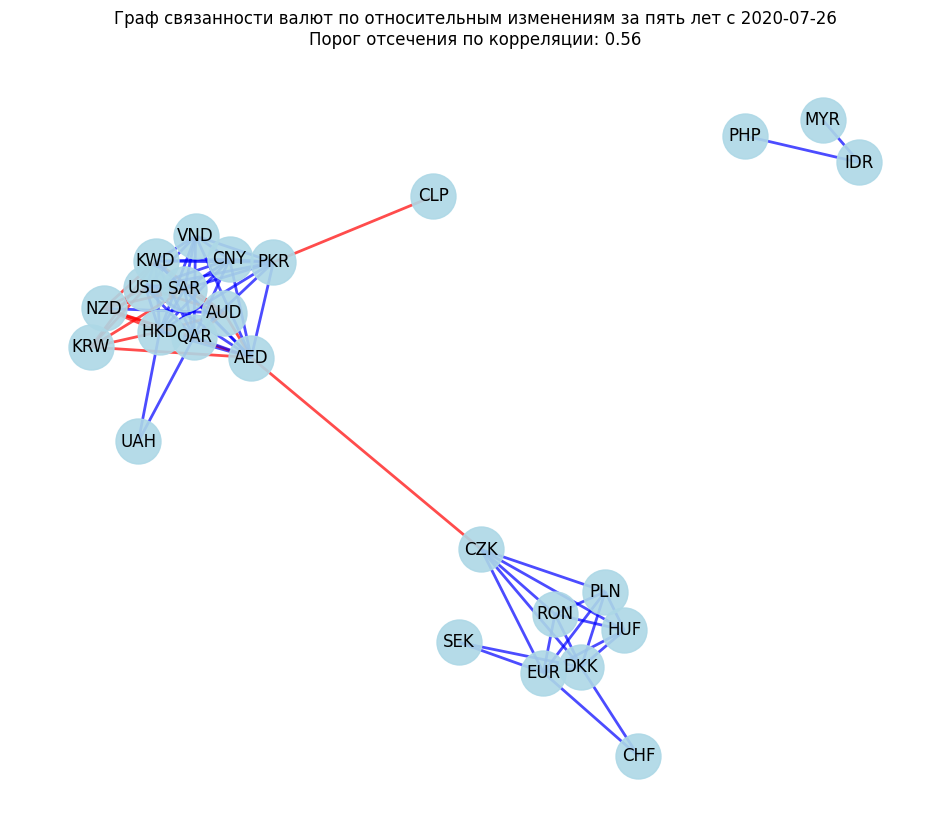 Граф связанности валют по относительным изменениям за пять лет с 2020-07-26
Порог отсечения по корреляции: 0.56
MYR
PHP
IDR
CLP
VND
CNY
KWD
PKR
USD
SAR
NZD
AUD
HKD
QAR
KRW
AED
UAH
CZK
PLN
RON
HUF
SEK
EUR
DKK
CHF